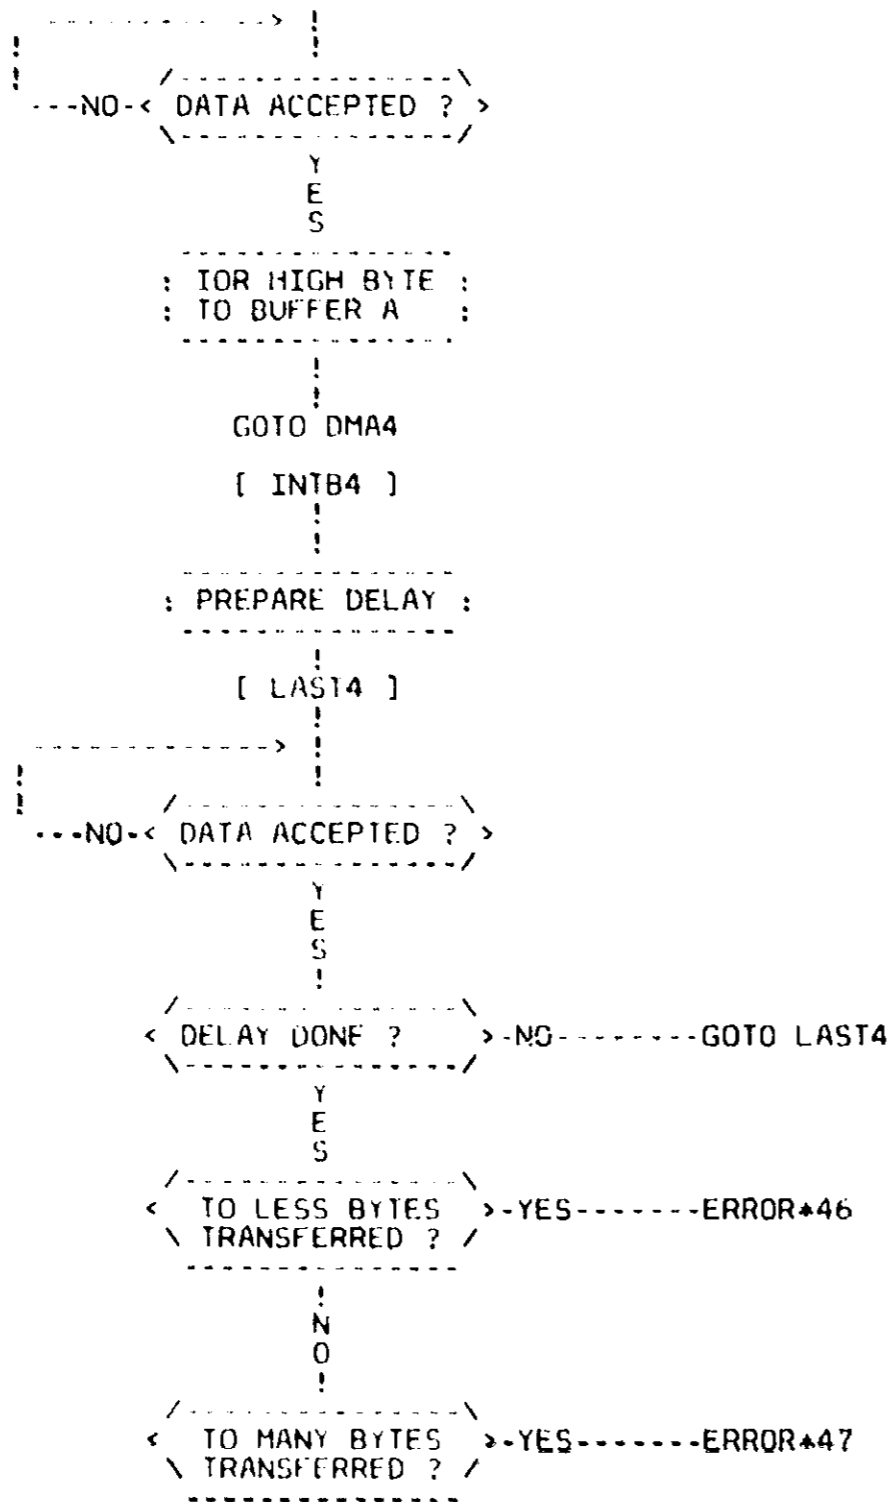 NO
DATA ACCEPTED ?
YES
IOR HIGH BYTE
TO BUFFER A
GOTO DMA4
[ INTB4 ]
PREPARE DELAY
[ LAST4 ]
NO
DATA ACCEPTED ?
YES
DELAY DONE ?
NO
GOTO LAST4
YES
TO LESS BYTES
TRANSFERRED ?
YES
ERROR*46
NO
TO MANY BYTES
TRANSFERRED ?
YES
ERROR*47